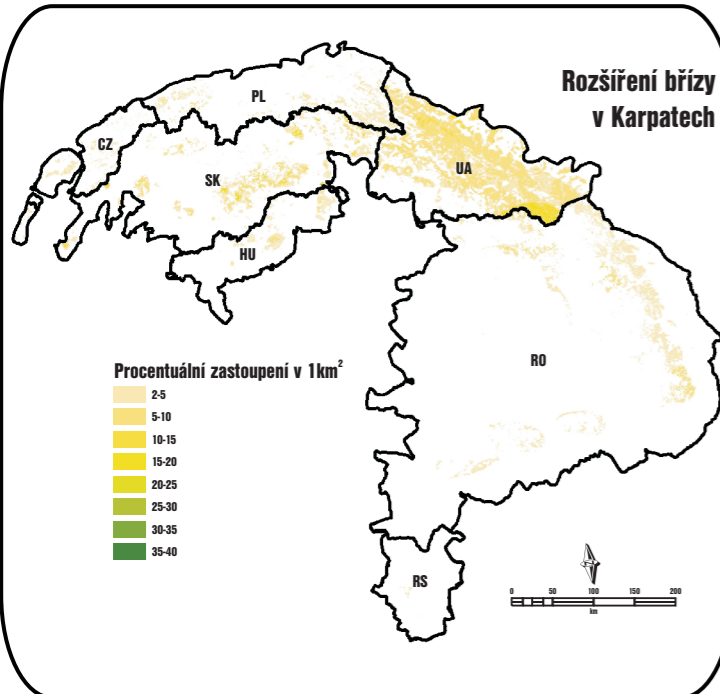 Rozšíření břízy
v Karpatech
PL
CZ
SK
UA
HU
RO
RS
Procentuální zastoupení v 1km²
2-5
5-10
10-15
15-20
20-25
25-30
30-35
35-40
0 50 100 150 200
km